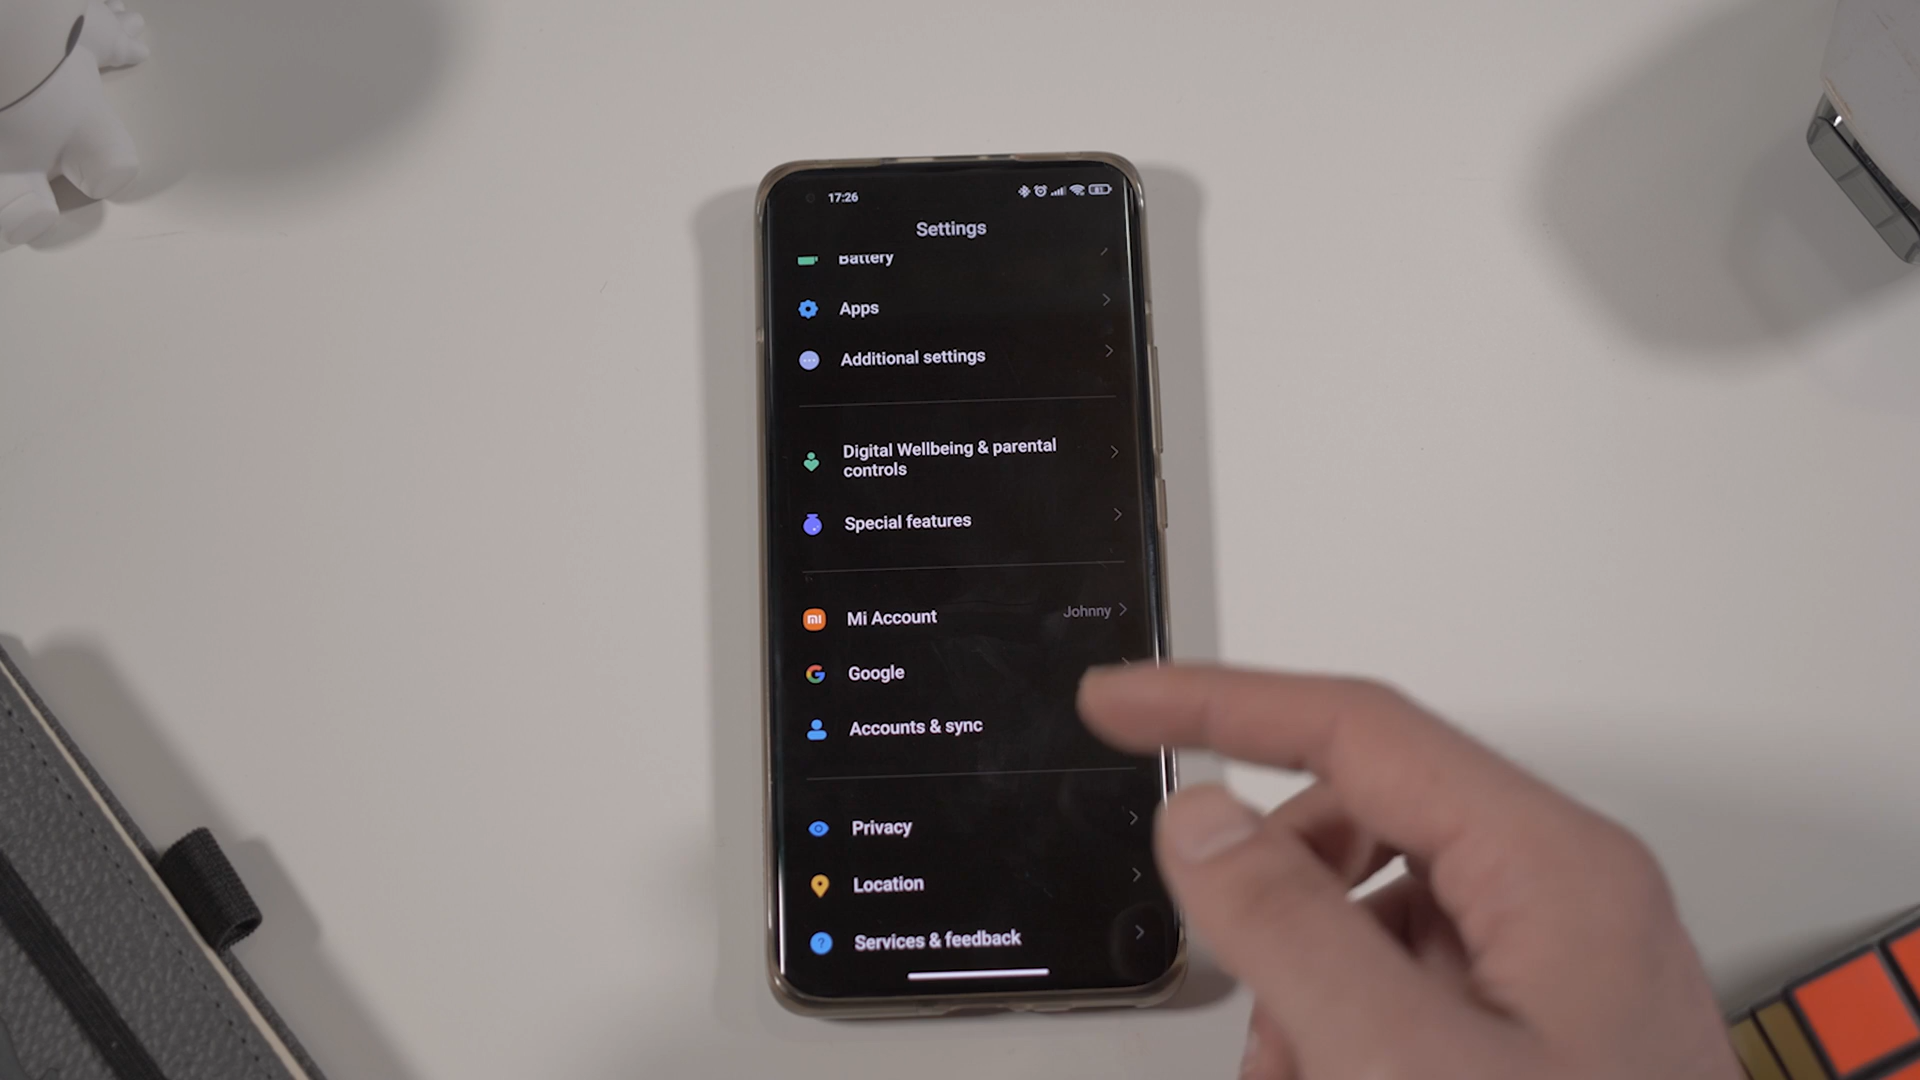 17:26
Settings
Battery
Apps
Additional settings
Digital Wellbeing & parental
controls
Special features
mi Mi Account Johnny
Google
Accounts & sync
Privacy
Location
? Services & feedback